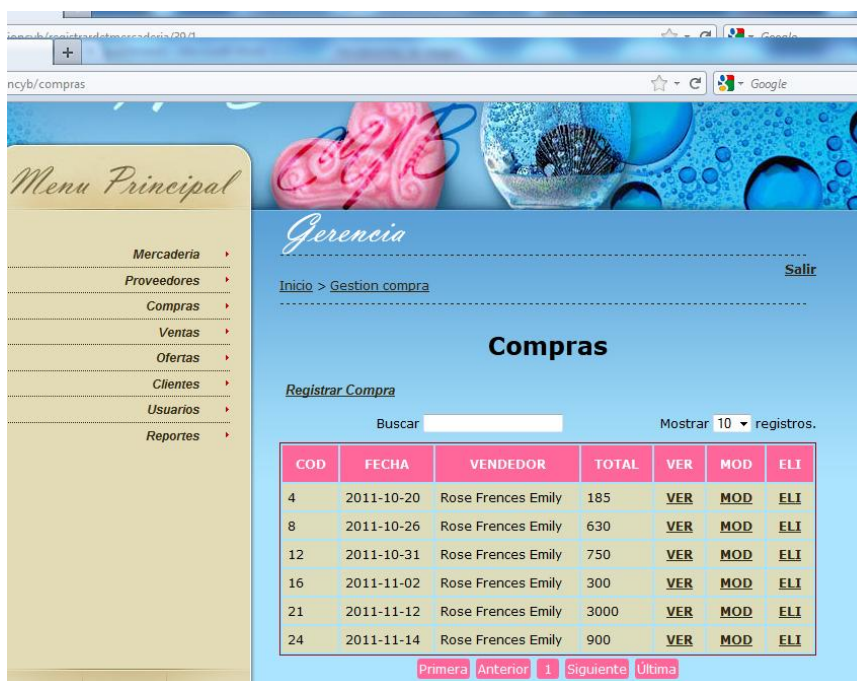 Google
+
ncyb/compras
Google
CyB
Menu Principal
Mercaderia
Proveedores
Compras
Ventas
Ofertas
Clientes
Usuarios
Reportes
Gerencia
Salir
Inicio > Gestion compra
Compras
Registrar Compra
Buscar Mostrar 10 registros.
COD FECHA VENDEDOR TOTAL VER MOD ELI
4 2011-10-20 Rose Frences Emily 185 VER MOD ELI
8 2011-10-26 Rose Frences Emily 630 VER MOD ELI
12 2011-10-31 Rose Frences Emily 750 VER MOD ELI
16 2011-11-02 Rose Frences Emily 300 VER MOD ELI
21 2011-11-12 Rose Frences Emily 3000 VER MOD ELI
24 2011-11-14 Rose Frences Emily 900 VER MOD ELI
Primera Anterior 1 Siguiente Última